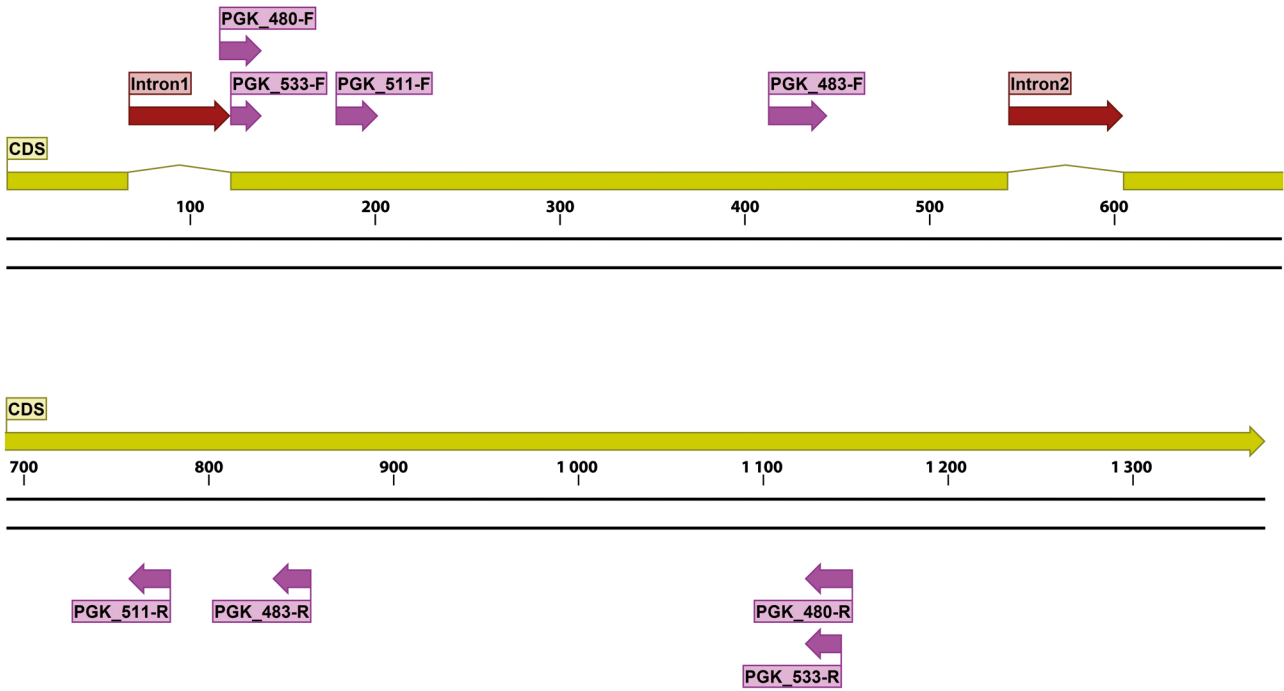 PGK_480-F
Intron1
PGK_533-F
PGK_511-F
PGK_483-F
Intron2
CDS
100
200
300
400
500
600
CDS
700
800
900
1 000
1 100
1 200
1 300
PGK_511-R
PGK_483-R
PGK_480-R
PGK_533-R